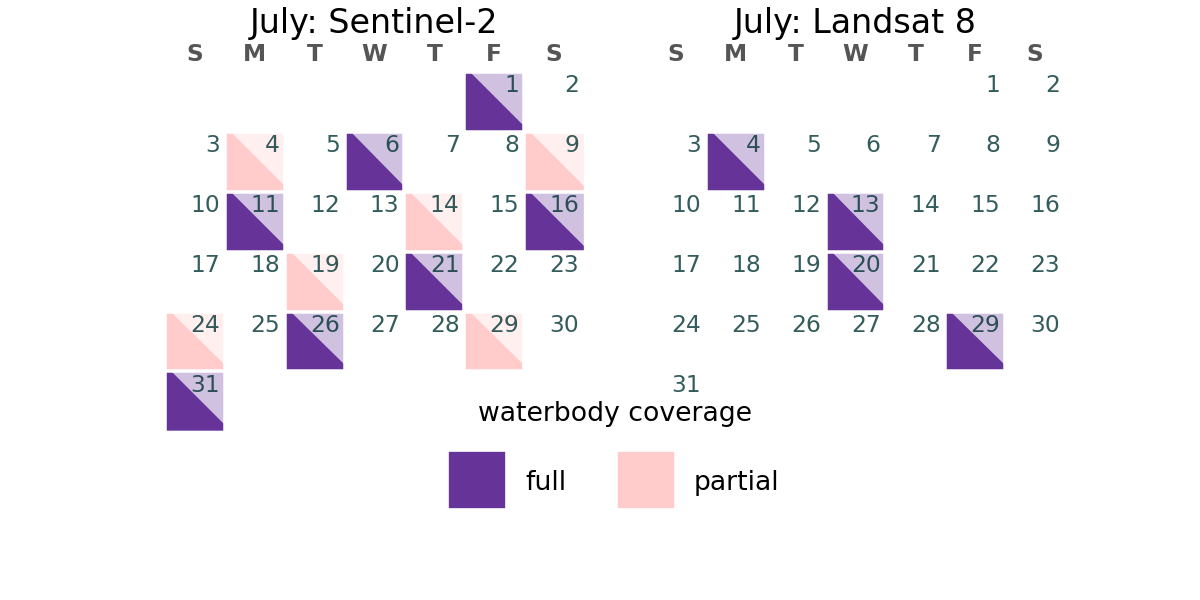 July: Sentinel-2
S M T W T F S
1 2
3 4 5 6 7 8 9
10 11 12 13 14 15 16
17 18 19 20 21 22 23
24 25 26 27 28 29 30
31
July: Landsat 8
S M T W T F S
1 2
3 4 5 6 7 8 9
10 11 12 13 14 15 16
17 18 19 20 21 22 23
24 25 26 27 28 29 30
31
waterbody coverage
full partial